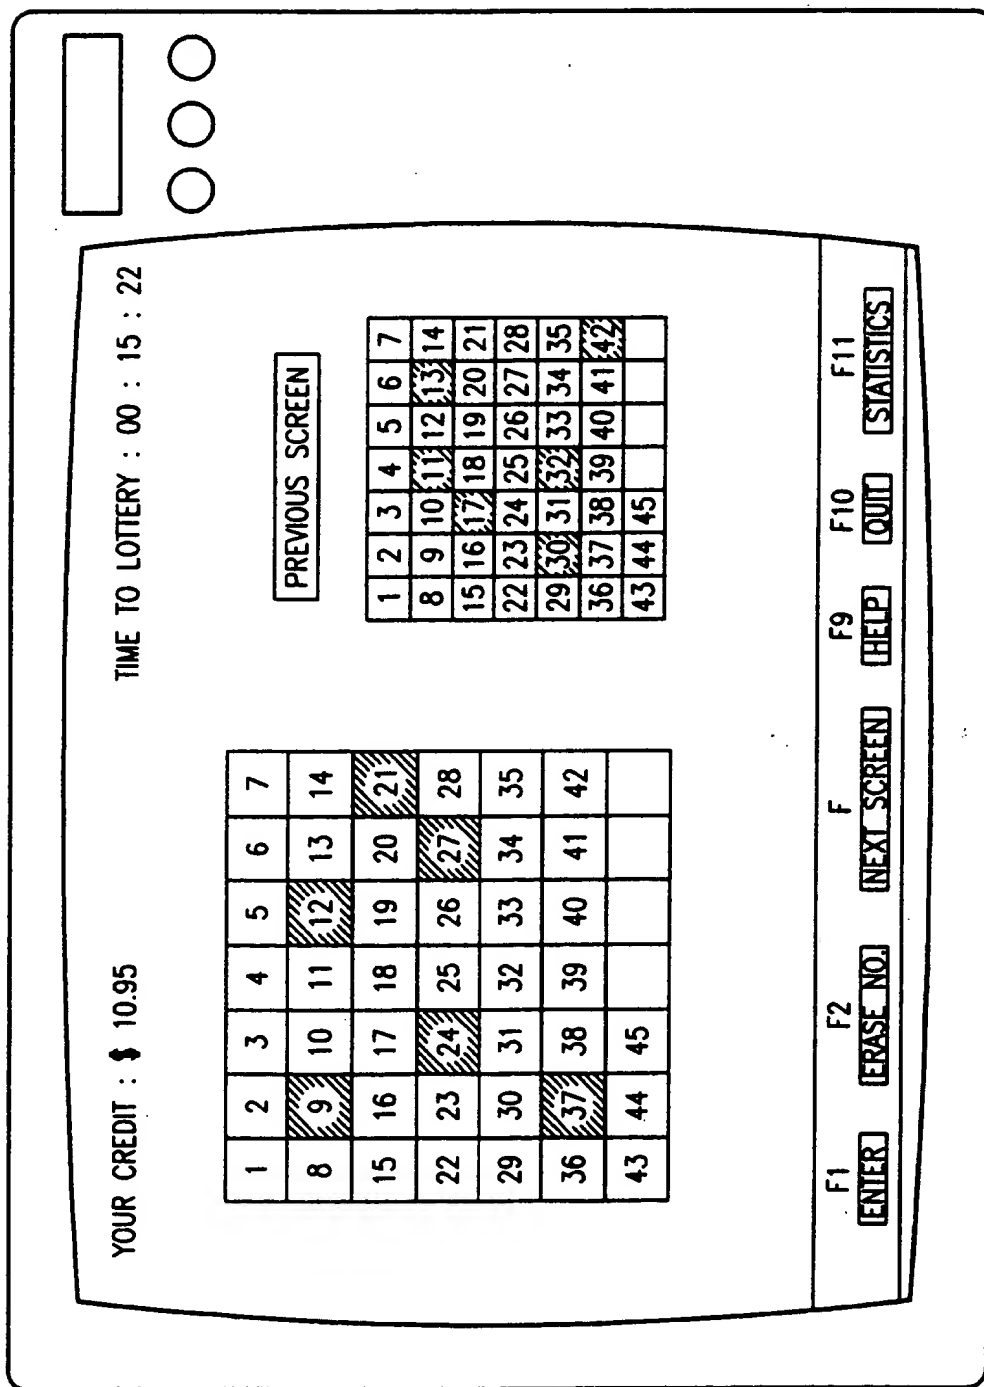 YOUR CREDIT : $ 10.95
TIME TO LOTTERY : 00 : 15 : 22
1 2 3 4 5 6 7
8 9 10 11 12 13 14
15 16 17 18 19 20 21
22 23 24 25 26 27 28
29 30 31 32 33 34 35
36 37 38 39 40 41 42
43 44 45
PREVIOUS SCREEN
1 2 3 4 5 6 7
8 9 10 11 12 13 14
15 16 17 18 19 20 21
22 23 24 25 26 27 28
29 30 31 32 33 34 35
36 37 38 39 40 41 42
43 44 45
F1 F2 F F9 F10 F11
ENTER ERASE NO. NEXT SCREEN HELP QUIT STATISTICS